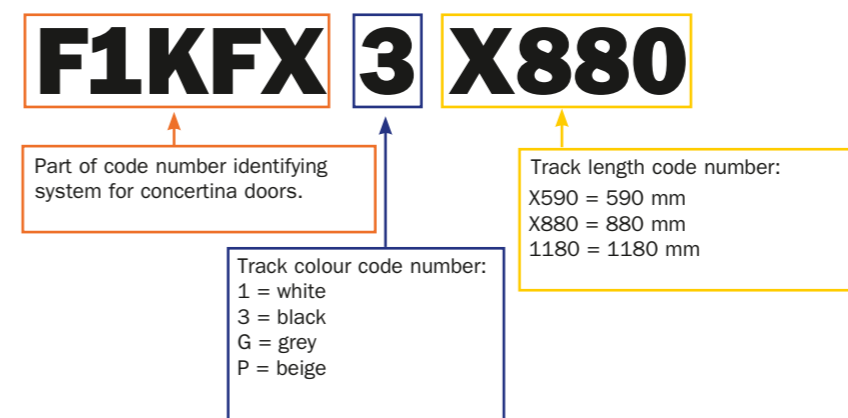 F1KFX 3 X880
Part of code number identifying
system for concertina doors.
Track length code number:
X590 = 590 mm
X880 = 880 mm
1180 = 1180 mm
Track colour code number:
1 = white
3 = black
G = grey
P = beige